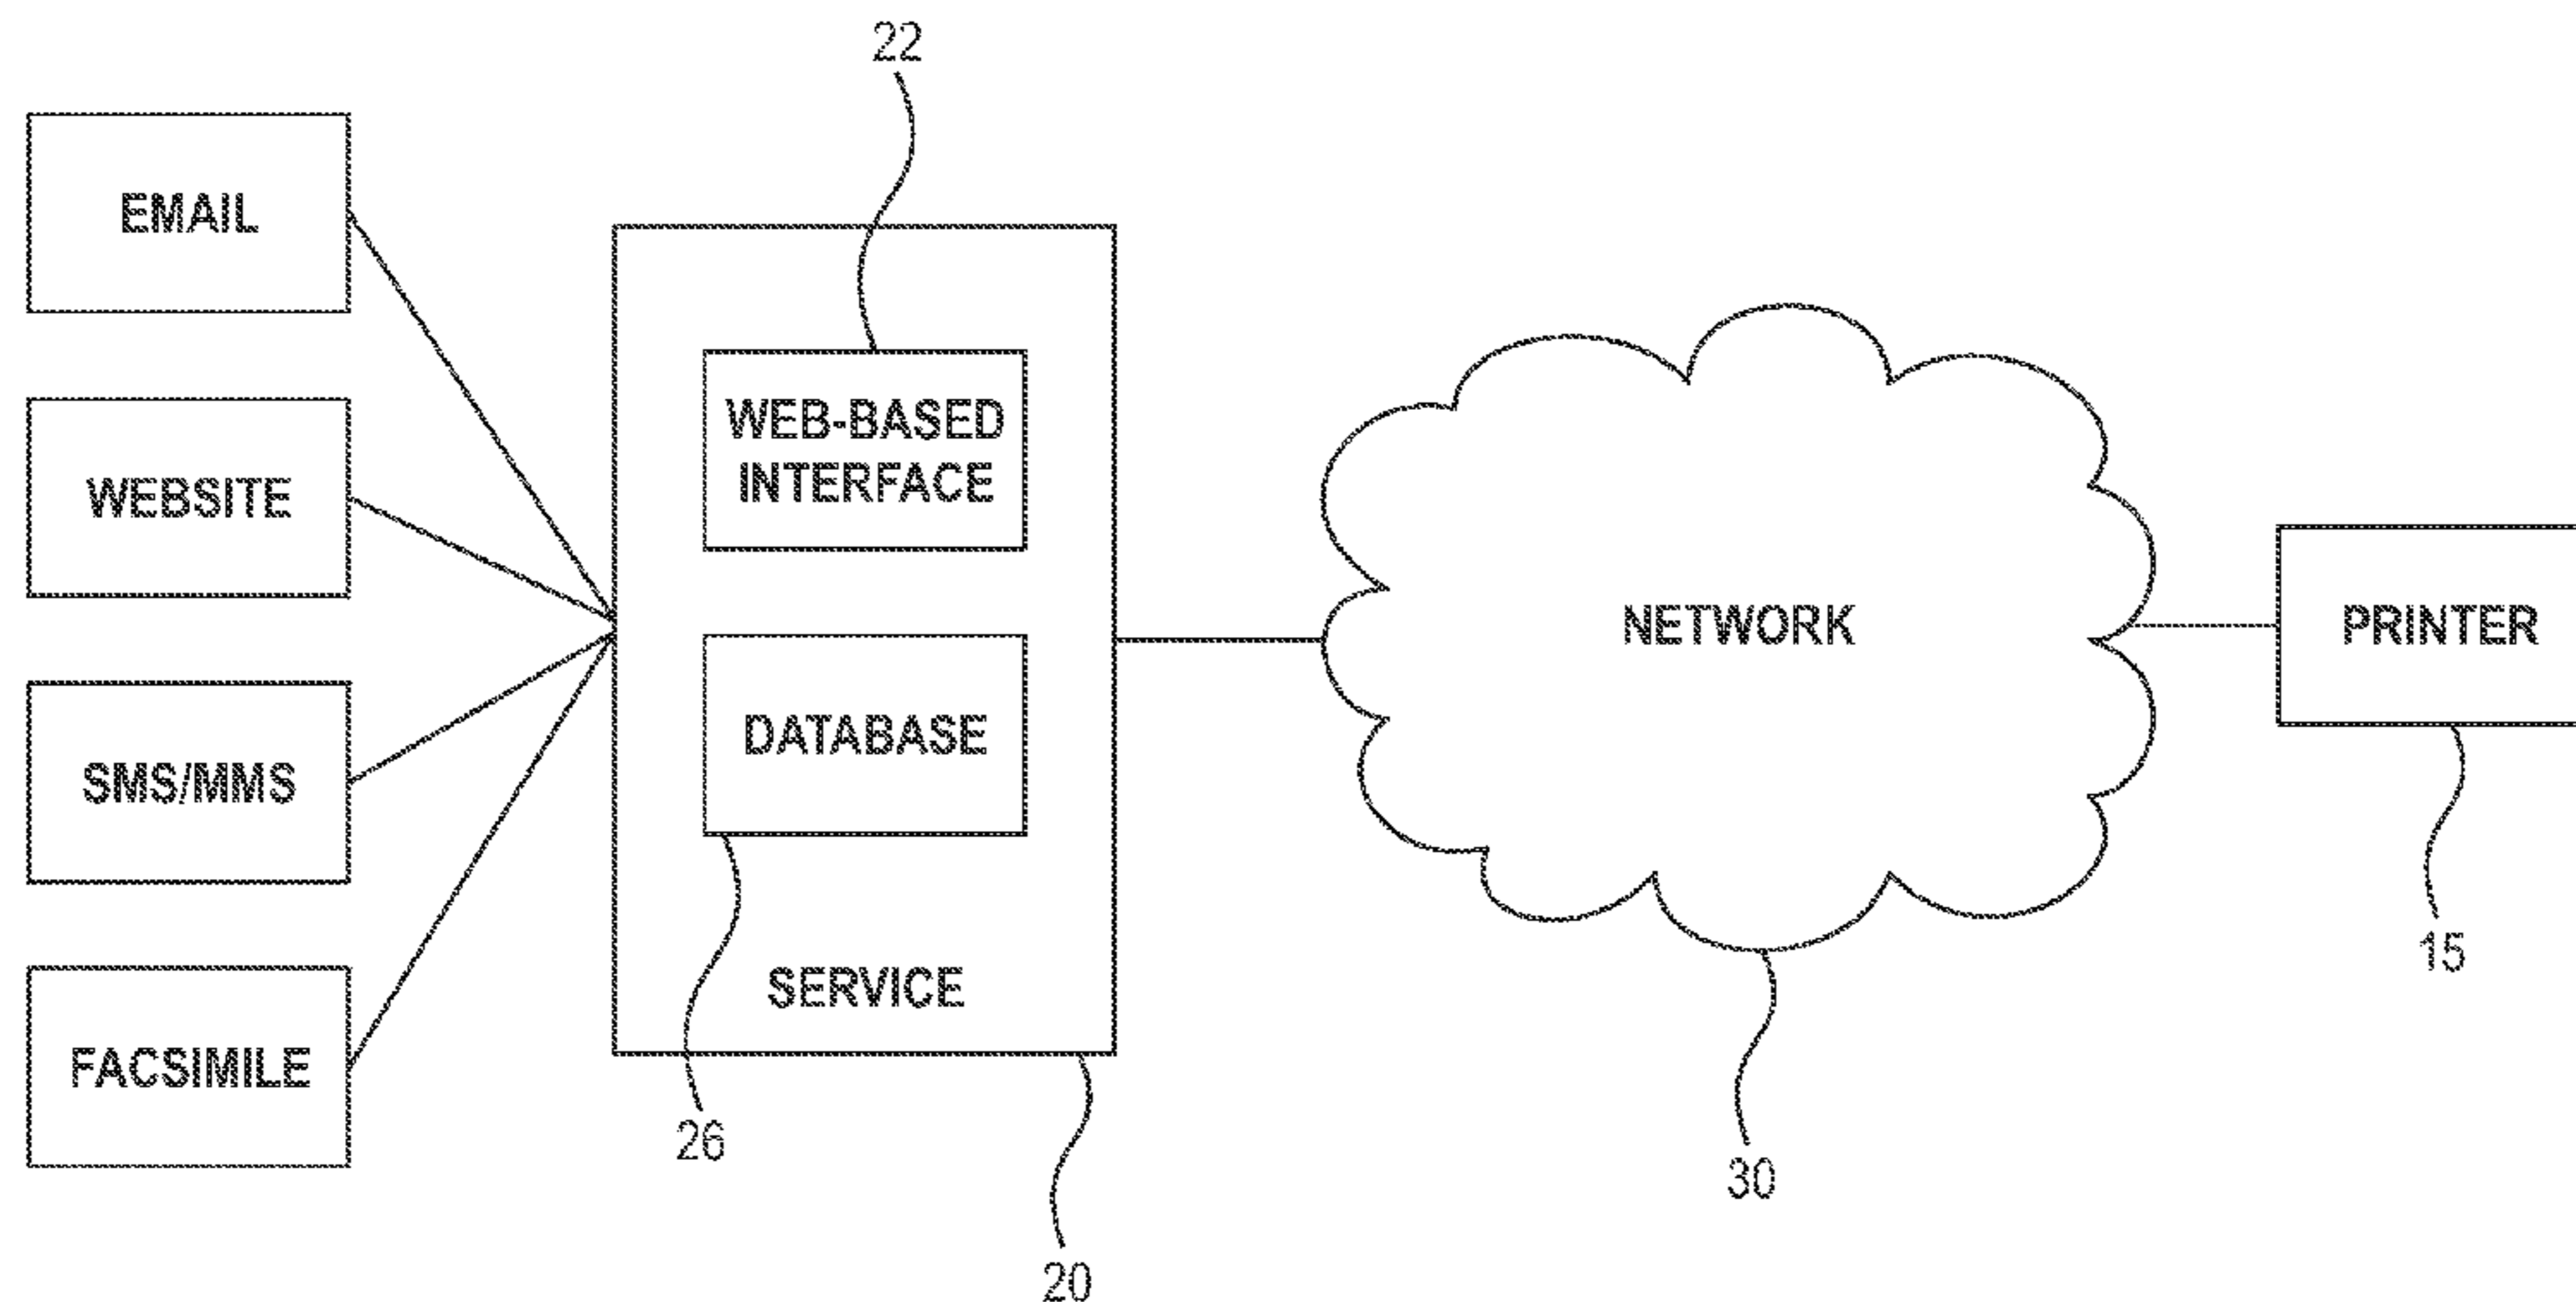 22
EMAIL
WEBSITE
SMS/MMS
FACSIMILE
WEB-BASED
INTERFACE
DATABASE
SERVICE
26
20
NETWORK
30
PRINTER
15